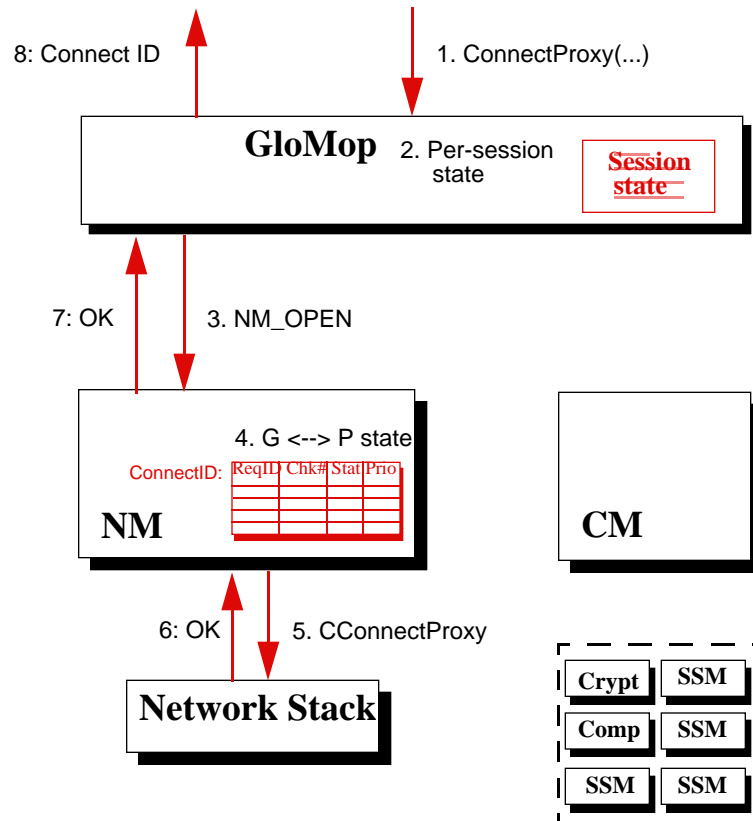 8: Connect ID
1. ConnectProxy(...)
GloMop
2. Per-session
state
Session
state
7: OK
3. NM_OPEN
4. G <--> P state
ConnectID:
ReqID Chk# Stat Prio
NM
CM
6: OK
5. CConnectProxy
Network Stack
Crypt
SSM
Comp
SSM
SSM
SSM